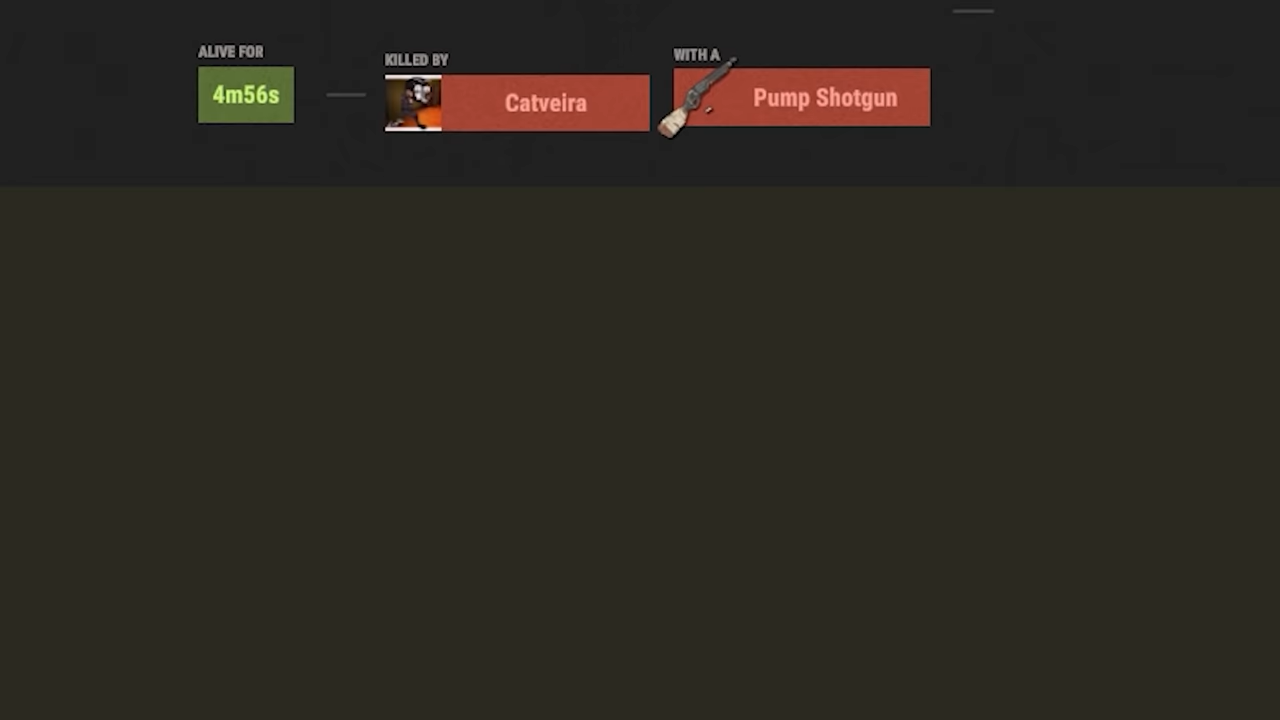 ALIVE FOR
4m56s
KILLED BY
Catveira
WITH A
Pump Shotgun